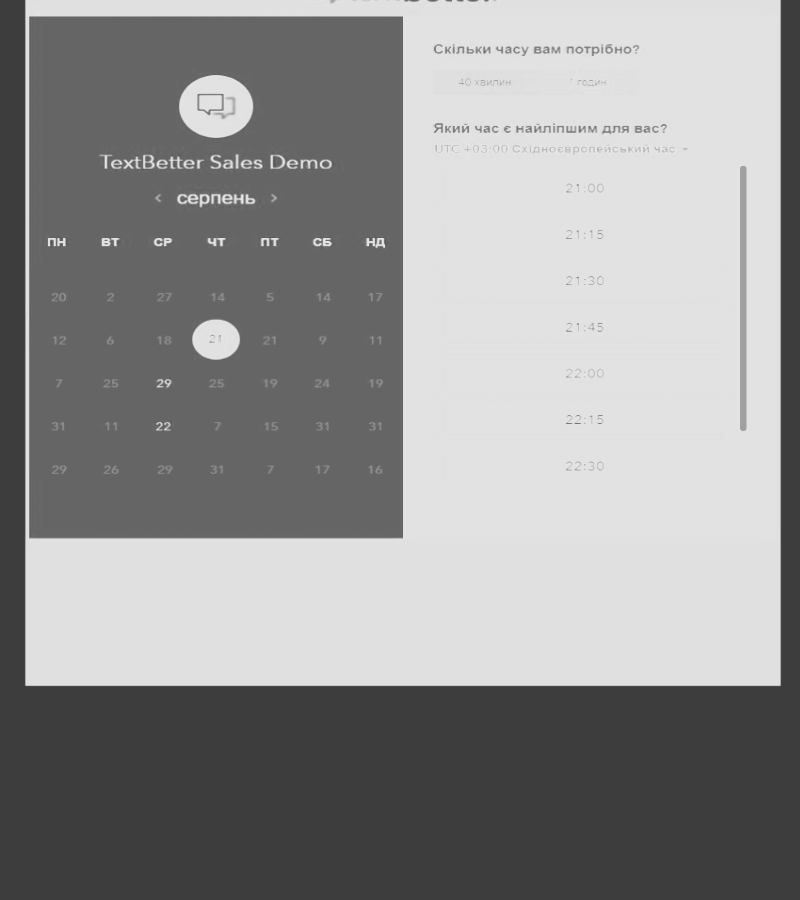 TextBetter Sales Demo
< серпень >
ПН ВТ СР ЧТ ПТ СБ НД
20 2 27 14 5 14 17
12 6 18 21 21 9 11
7 25 29 25 19 24 19
31 11 22 7 15 31 31
29 26 29 31 7 17 16
Скільки часу вам потрібно?
40 хвилин годин
Який час є найліпшим для вас?
UTC +03:00 Східноєвропейський час
21:00
21:15
21:30
21:45
22:00
22:15
22:30